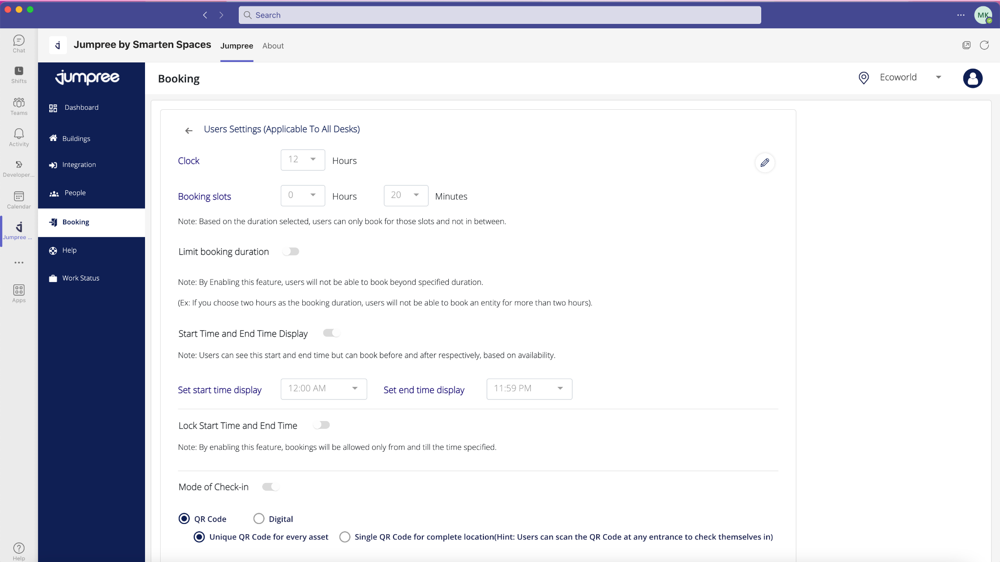 Search
MK
Chat
Shifts
Teams
Activity
Developer...
Calendar
Jumpree ...
Apps
Help
Jumpree by Smarten Spaces
Jumpree
About
jumpree
Dashboard
Buildings
Integration
People
Booking
Help
Work Status
Booking
Ecoworld
Users Settings (Applicable To All Desks)
Clock 12 Hours
Booking slots 0 Hours 20 Minutes
Note: Based on the duration selected, users can only book for those slots and not in between.
Limit booking duration
Note: By Enabling this feature, users will not be able to book beyond specified duration.
(Ex: If you choose two hours as the booking duration, users will not be able to book an entity for more than two hours).
Start Time and End Time Display
Note: Users can see this start and end time but can book before and after respectively, based on availability.
Set start time display 12:00 AM Set end time display 11:59 PM
Lock Start Time and End Time
Note: By enabling this feature, bookings will be allowed only from and till the time specified.
Mode of Check-in
QR Code Digital
Unique QR Code for every asset Single QR Code for complete location(Hint: Users can scan the QR Code at any entrance to check themselves in)